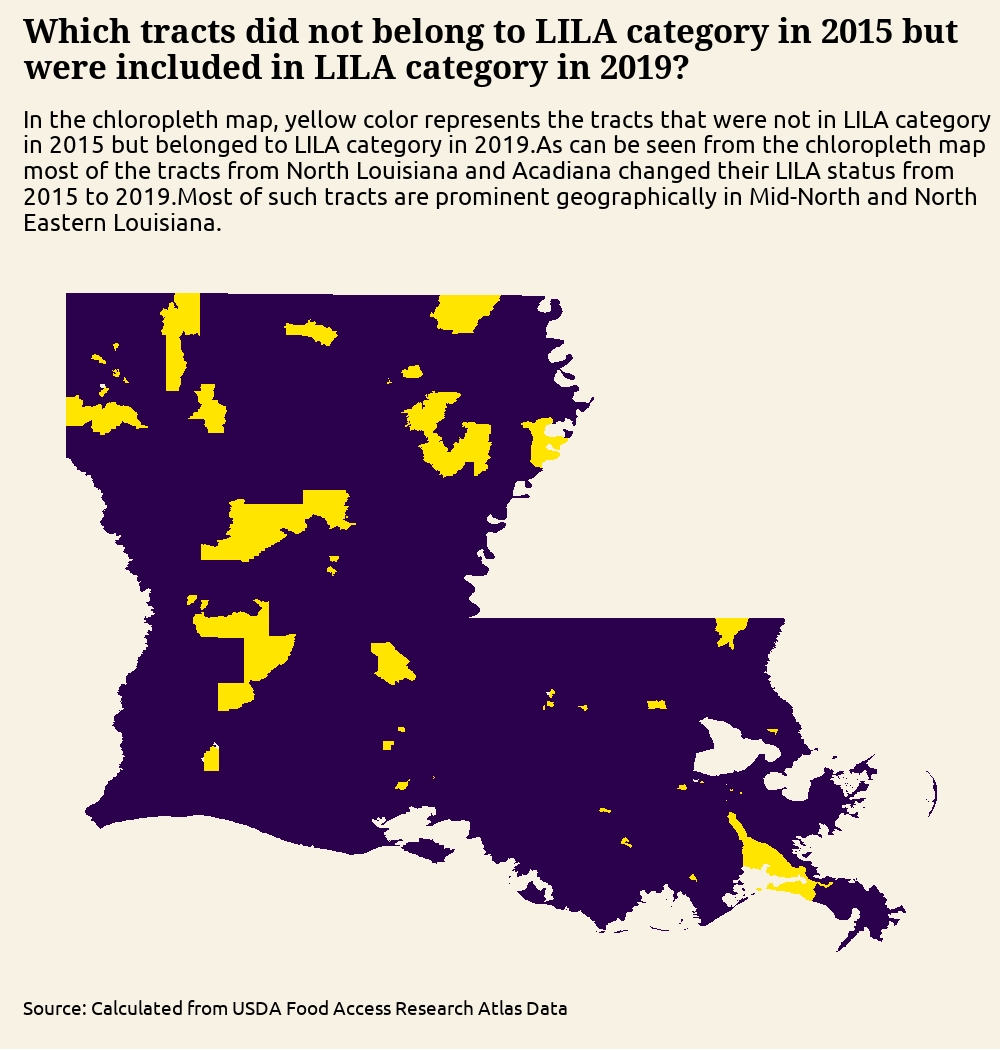 Which tracts did not belong to LILA category in 2015 but
were included in LILA category in 2019?
In the chloropleth map, yellow color represents the tracts that were not in LILA category
in 2015 but belonged to LILA category in 2019.As can be seen from the chloropleth map
most of the tracts from North Louisiana and Acadiana changed their LILA status from
2015 to 2019.Most of such tracts are prominent geographically in Mid-North and North
Eastern Louisiana.
Source: Calculated from USDA Food Access Research Atlas Data